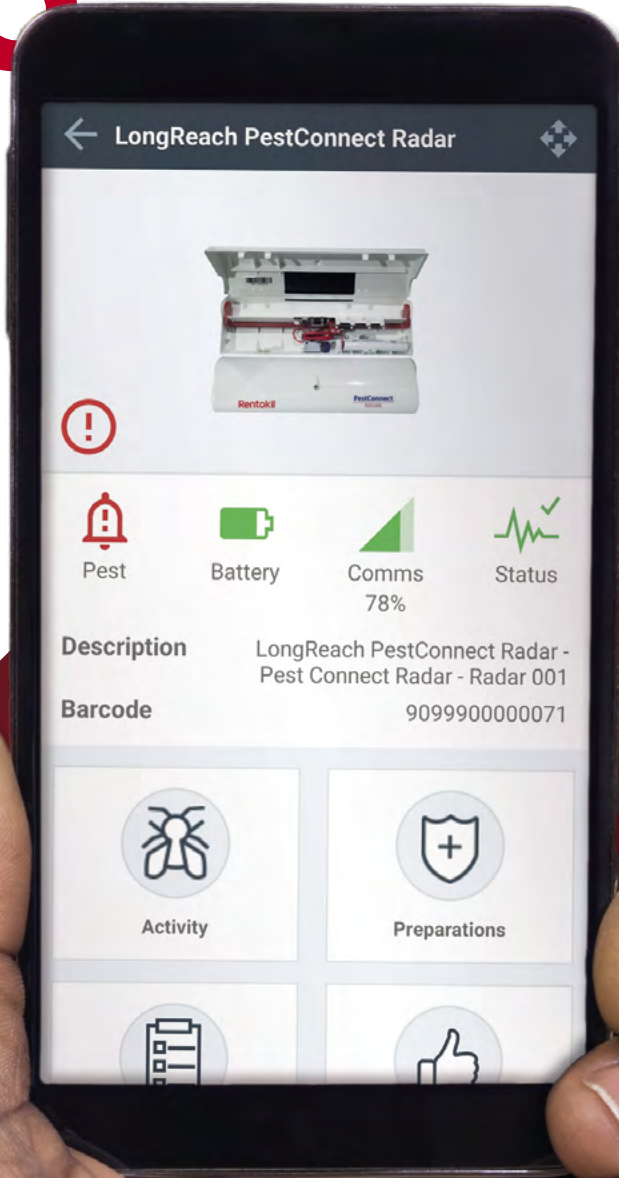 LongReach PestConnect Radar
Rentokil
PestConnect
RADAR
Pest
Battery
Comms
78%
Status
Description
LongReach PestConnect Radar -
Pest Connect Radar - Radar 001
Barcode
9099900000071
Activity
Preparations